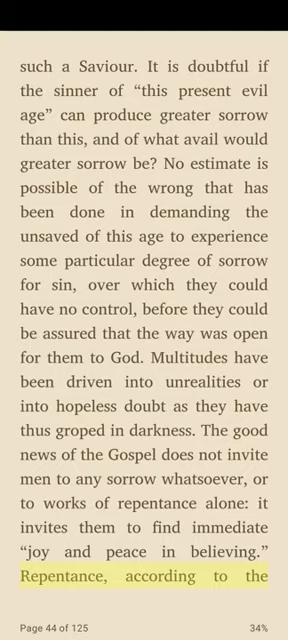 such a Saviour. It is doubtful if
the sinner of “this present evil
age” can produce greater sorrow
than this, and of what avail would
greater sorrow be? No estimate is
possible of the wrong that has
been done in demanding the
unsaved of this age to experience
some particular degree of sorrow
for sin, over which they could
have no control, before they could
be assured that the way was open
for them to God. Multitudes have
been driven into unrealities or
into hopeless doubt as they have
thus groped in darkness. The good
news of the Gospel does not invite
men to any sorrow whatsoever, or
to works of repentance alone: it
invites them to find immediate
“joy and peace in believing.”
Repentance, according to the
Page 44 of 125 34%